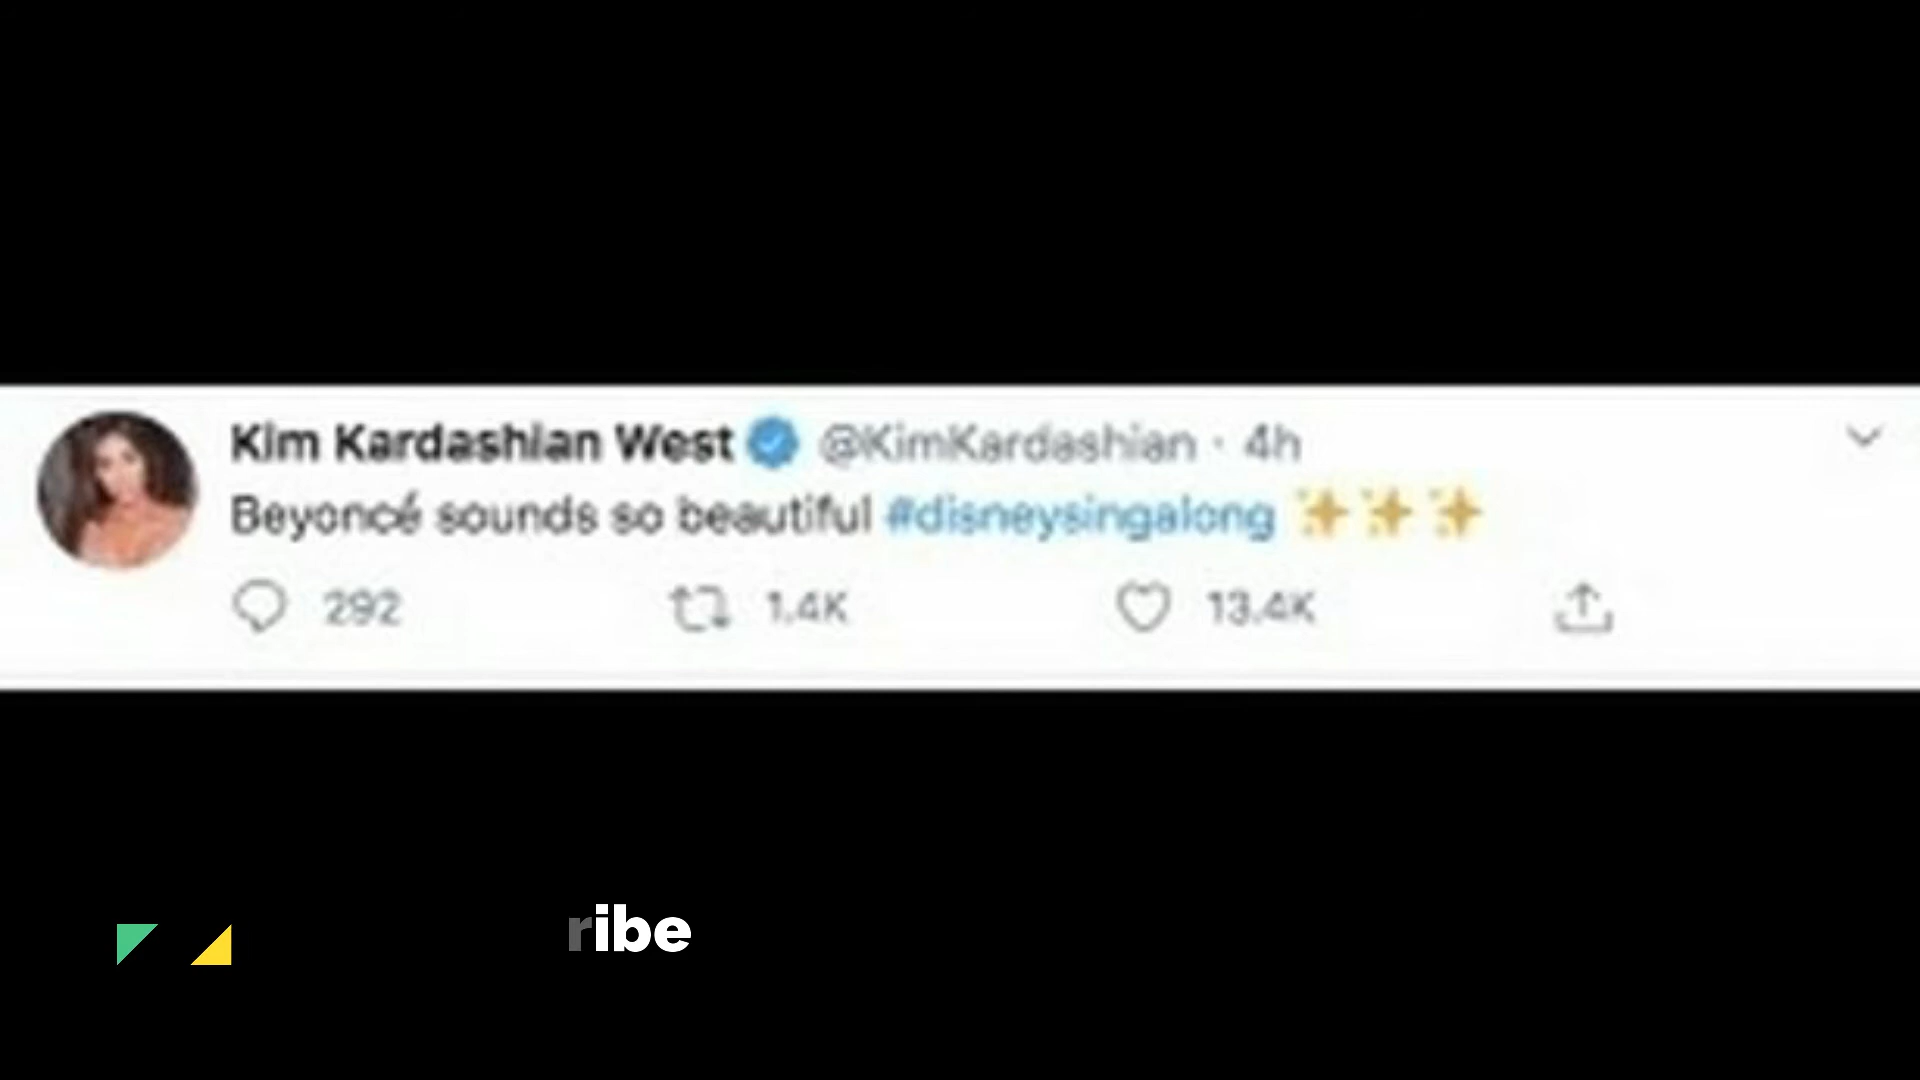 Kim Kardashian West @KimKardashian · 4h
Beyoncé sounds so beautiful #disneysingalong ✨✨✨
292 1.4K 13.4K
ribe